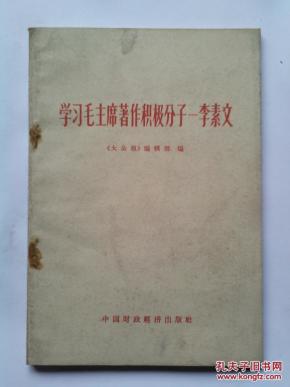 学习毛主席著作积极分子—李素文
《大公报》编辑部 编
中国财政經济出版社
孔夫子旧书网